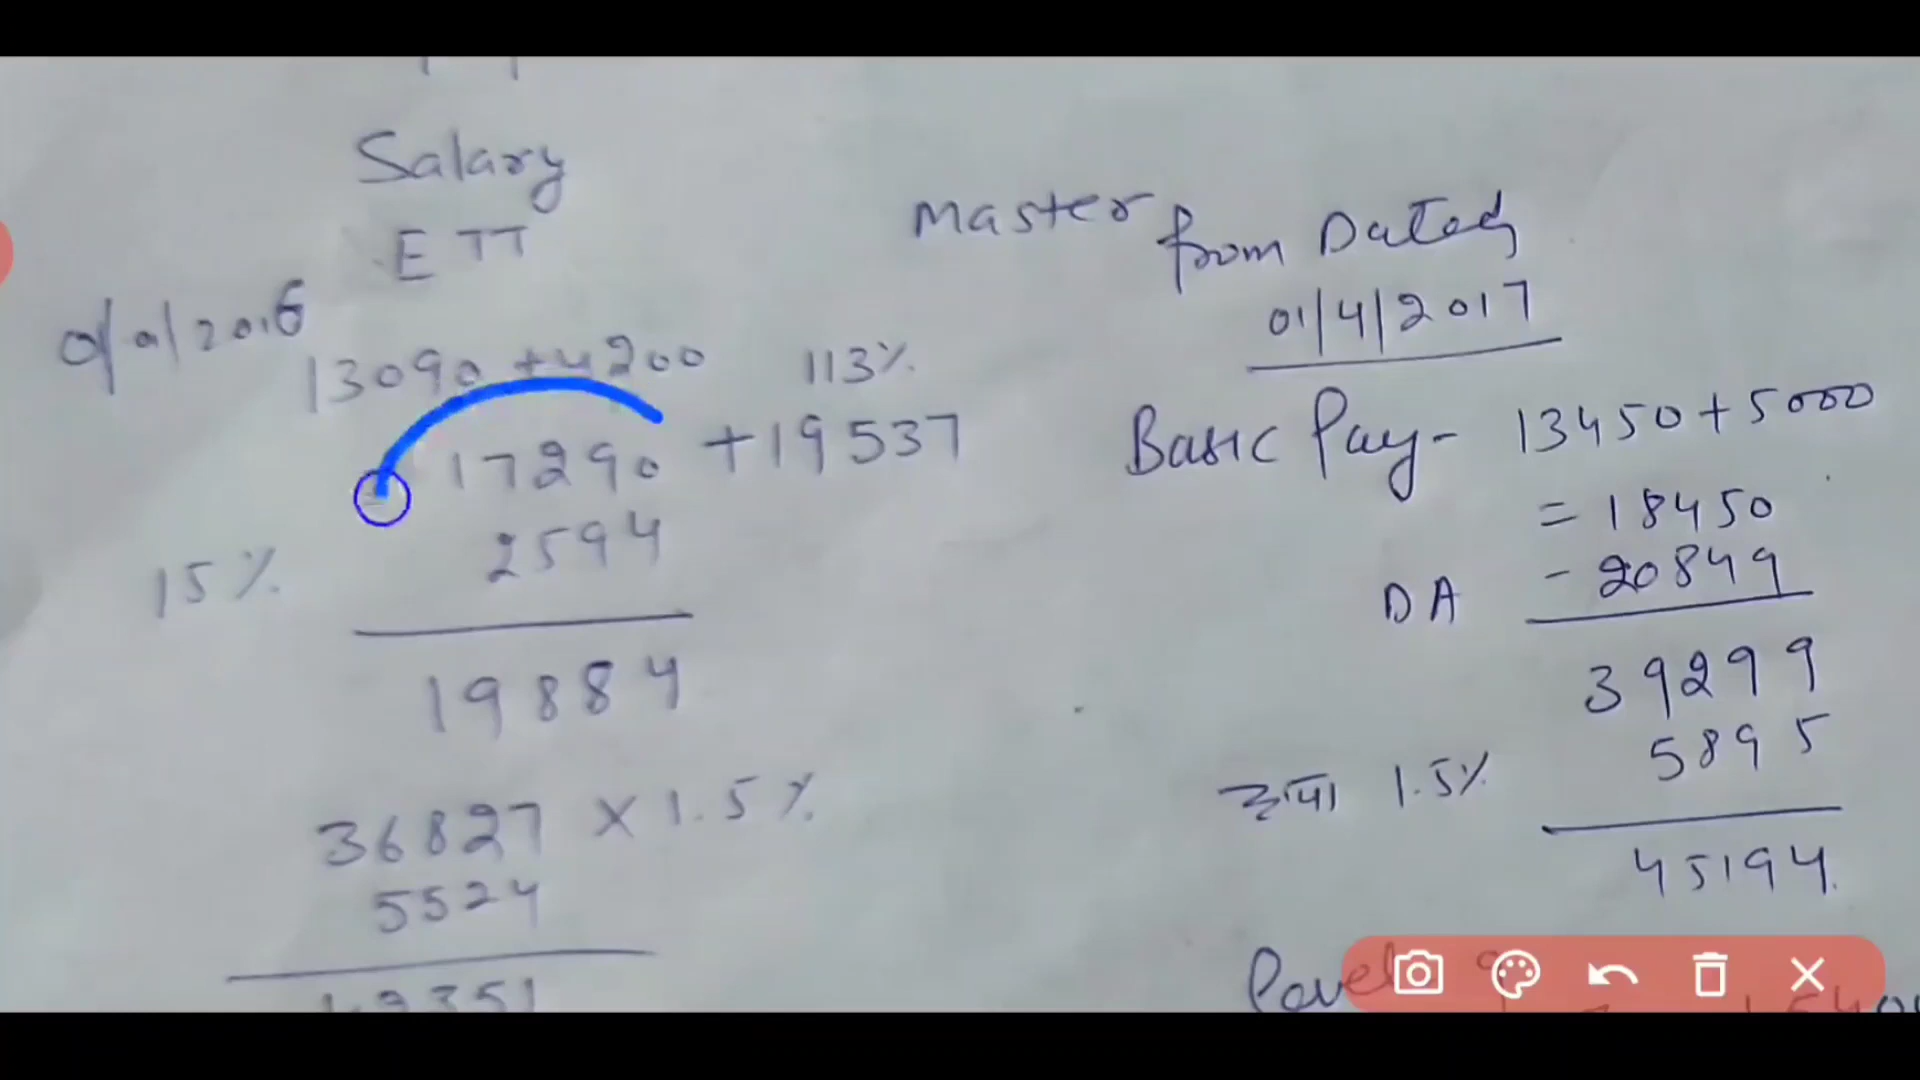 Salary
ETT
01/01/2016
13090 + 4200 113%
17290 + 19537
15% 2594
19884
36827 X 1.5%
5524
42351
Master from Dated
01/4/2017
Basic Pay - 13450 + 5000
= 18450
DA - 20849
39299
1.5% 5895
45194